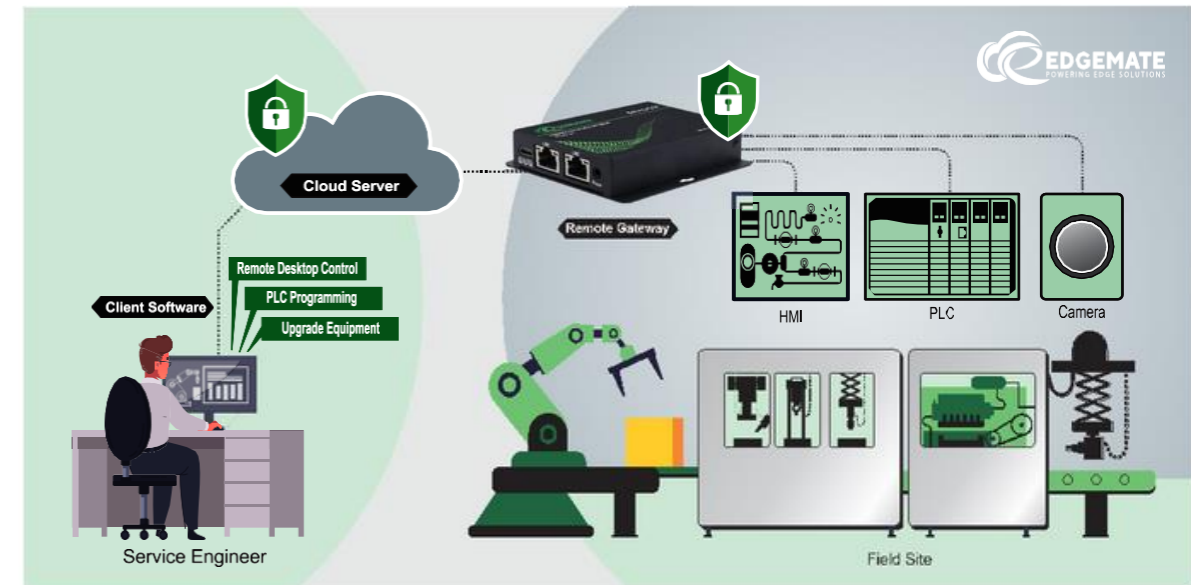 EDGEMATE
POWERING EDGE SOLUTIONS
Cloud Server
Remote Gateway
Remote Desktop Control
PLC Programming
Upgrade Equipment
Client Software
HMI
PLC
Camera
Service Engineer
Field Site